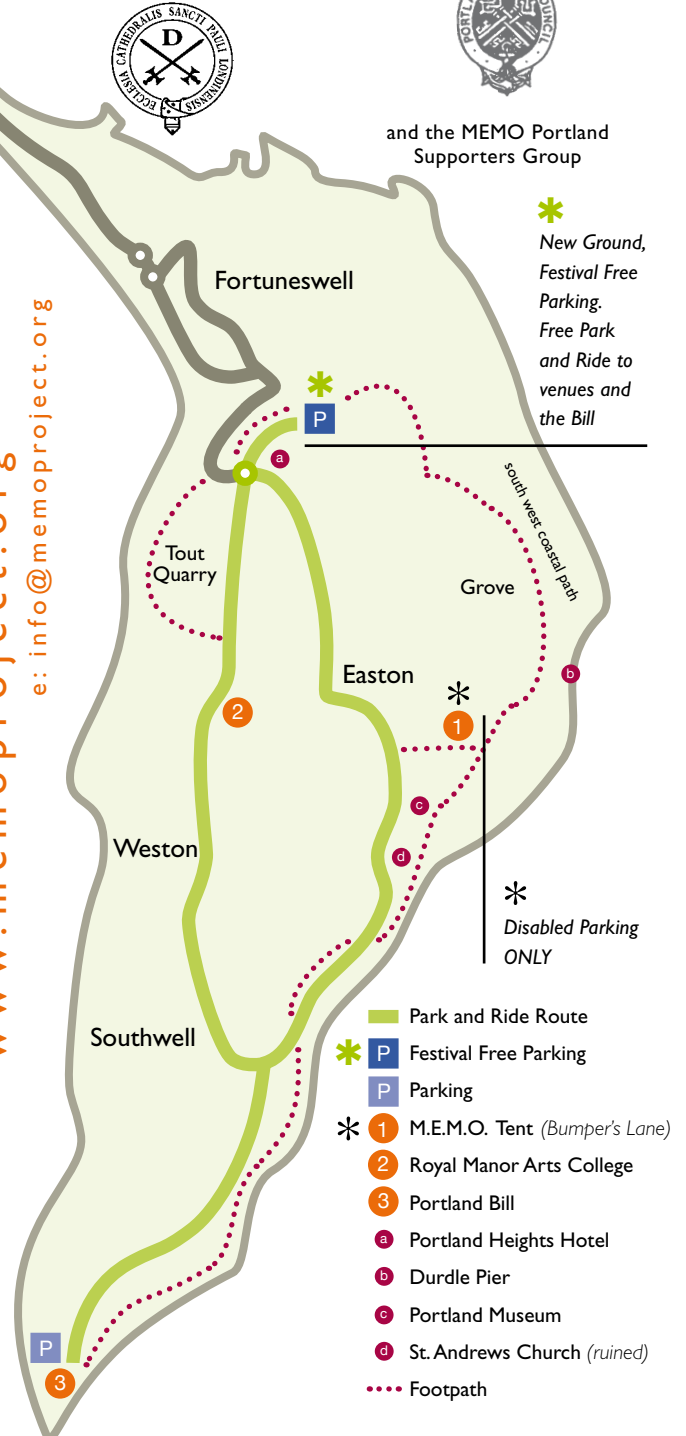 ECCLESIA CATHEDRALIS SANCTI PAULI LONDINENSIS
D
COUNCIL
and the MEMO Portland
Supporters Group
New Ground,
Festival Free
Parking.
Free Park
and Ride to
venues and
the Bill
e: info@memoproject.org
Fortuneswell
P
a
south west coastal path
Tout
Quarry
Grove
b
Easton
2
1
c
Weston
d
Disabled Parking
ONLY
Southwell
P
3
Park and Ride Route
P Festival Free Parking
P Parking
1 M.E.M.O. Tent (Bumper's Lane)
2 Royal Manor Arts College
3 Portland Bill
a Portland Heights Hotel
b Durdle Pier
c Portland Museum
d St. Andrews Church (ruined)
Footpath